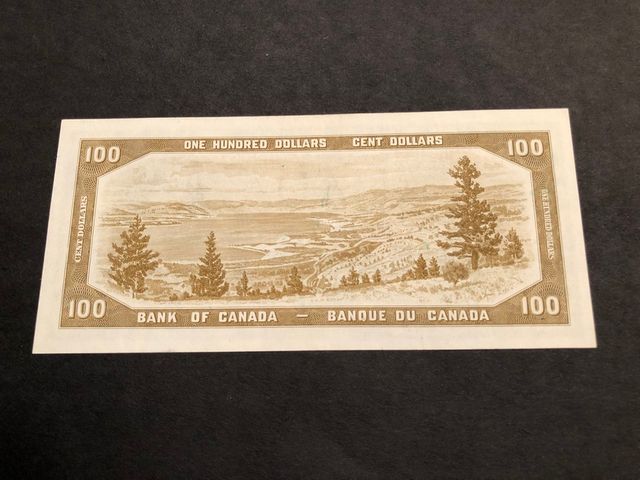 ONE HUNDRED DOLLARS CENT DOLLARS
100
100
CENT DOLLARS
ONE HUNDRED DOLLARS
100
100
BANK OF CANADA — BANQUE DU CANADA